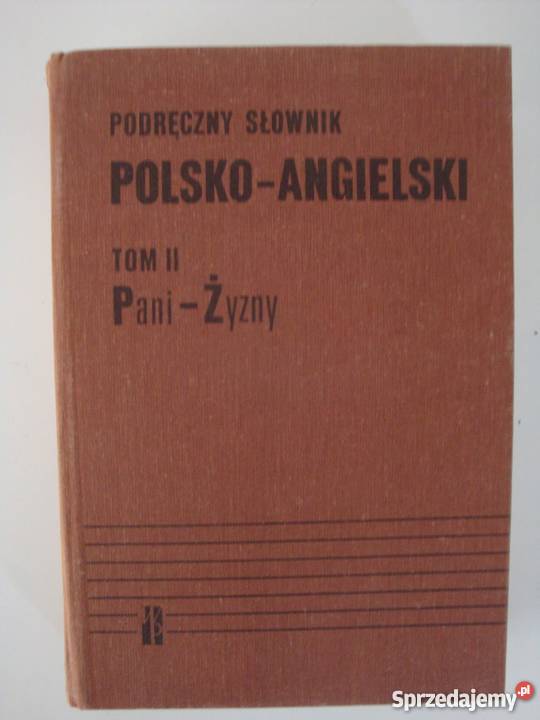 PODRĘCZNY SŁOWNIK
POLSKO-ANGIELSKI
TOM II
Pani-Żyzny
Sprzedajemy.pl